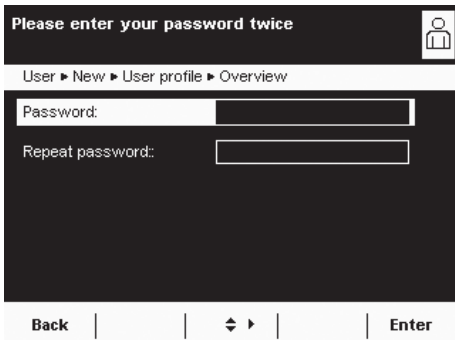 Please enter your password twice
User ▸ New ▸ User profile ▸ Overview
Password:
Repeat password::
Back Enter